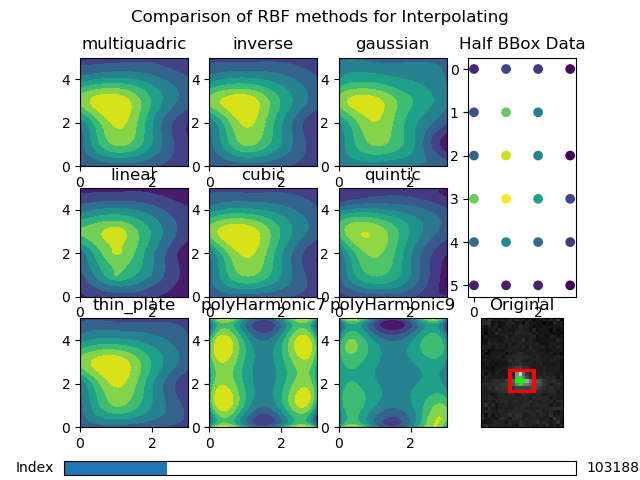 Comparison of RBF methods for Interpolating
multiquadric inverse gaussian Half BBox Data
4 4 4 0
1
2 2 2 2
3
0 0 0 4
0 2 0 2 0 2 5
linear cubic quintic 0
4 4 4
2 2 2
0 0 0
0 2 0 2 0 2
thin_plate polyHarmonic7 polyHarmonic9 Original
4 4 4
2 2 2
0 0 0
0 2 0 2 0 2
Index 103188